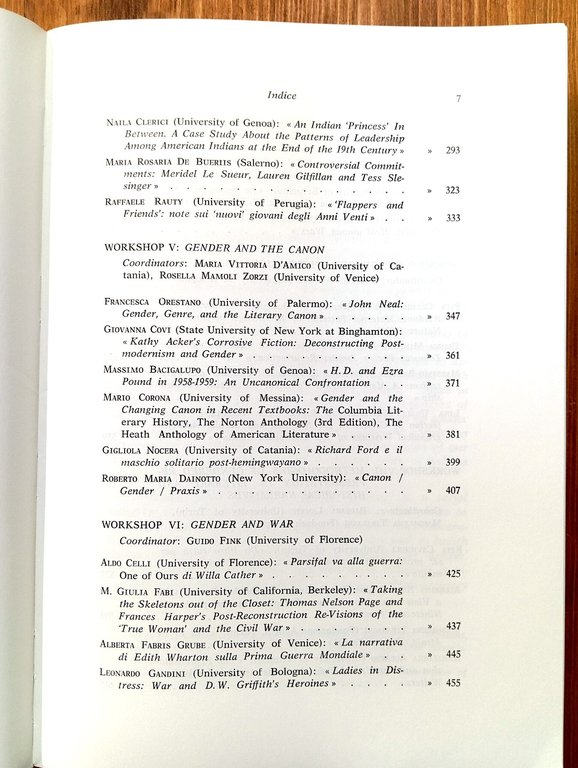 Indice 7
NAILA CLERICI (University of Genoa): « An Indian 'Princess' In
Between. A Case Study About the Patterns of Leadership
Among American Indians at the End of the 19th Century » » 293
MARIA ROSARIA DE BUERIIS (Salerno): « Controversial Commit-
ments: Meridel Le Sueur, Lauren Gilfillan and Tess Sle-
singer » . . . . . . . . . . . . . . » 323
RAFFAELE RAUTY (University of Perugia): « 'Flappers and
Friends': note sui 'nuovi' giovani degli Anni Venti » . . » 333
WORKSHOP V: GENDER AND THE CANON
Coordinators: MARIA VITTORIA D'AMICO (University of Ca-
tania), ROSELLA MAMOLI ZORZI (University of Venice)
FRANCESCA ORESTANO (University of Palermo): « John Neal:
Gender, Genre, and the Literary Canon » . . . . . » 347
GIOVANNA COVI (State University of New York at Binghamton):
« Kathy Acker's Corrosive Fiction: Deconstructing Post-
modernism and Gender » . . . . . . . . » 361
MASSIMO BACIGALUPO (University of Genoa): « H.D. and Ezra
Pound in 1958-1959: An Uncanonical Confrontation . . » 371
MARIO CORONA (University of Messina): « Gender and the
Changing Canon in Recent Textbooks: The Columbia Lit-
erary History, The Norton Anthology (3rd Edition), The
Heath Anthology of American Literature » . . . . » 381
GIGLIOLA NOCERA (University of Catania): « Richard Ford e il
maschio solitario post-hemingwayano » . . . . . » 399
ROBERTO MARIA DAINOTTO (New York University): « Canon /
Gender / Praxis » . . . . . . . . . . » 407
WORKSHOP VI: GENDER AND WAR
Coordinator: GUIDO FINK (University of Florence)
ALDO CELLI (University of Florence): « Parsifal va alla guerra:
One of Ours di Willa Cather » . . . . . . . » 425
M. GIULIA FABI (University of California, Berkeley): « Taking
the Skeletons out of the Closet: Thomas Nelson Page and
Frances Harper's Post-Reconstruction Re-Visions of the
'True Woman' and the Civil War » . . . . . . » 437
ALBERTA FABRIS GRUBE (University of Venice): « La narrativa
di Edith Wharton sulla Prima Guerra Mondiale » . . » 445
LEONARDO GANDINI (University of Bologna): « Ladies in Dis-
tress: War and D.W. Griffith's Heroines » . . . . » 455